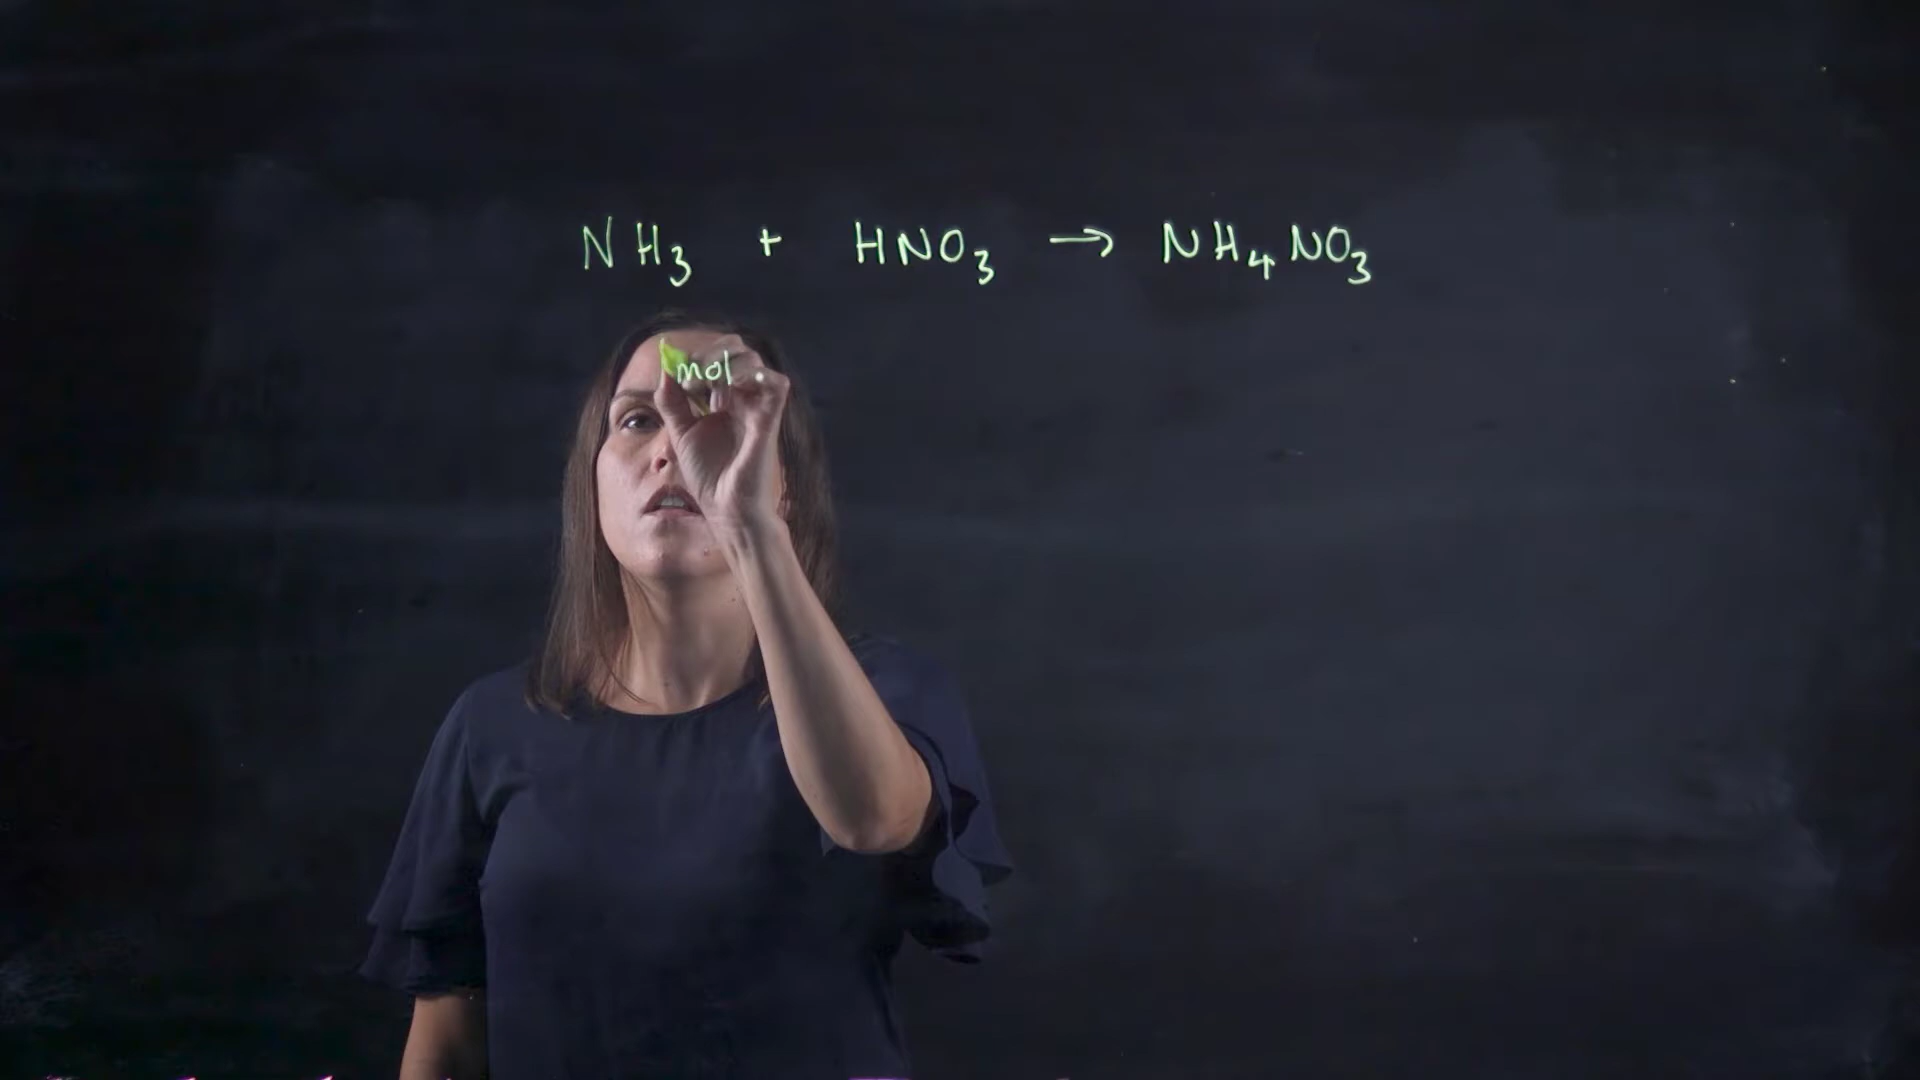 NH₃ + HNO₃ → NH₄NO₃
mol